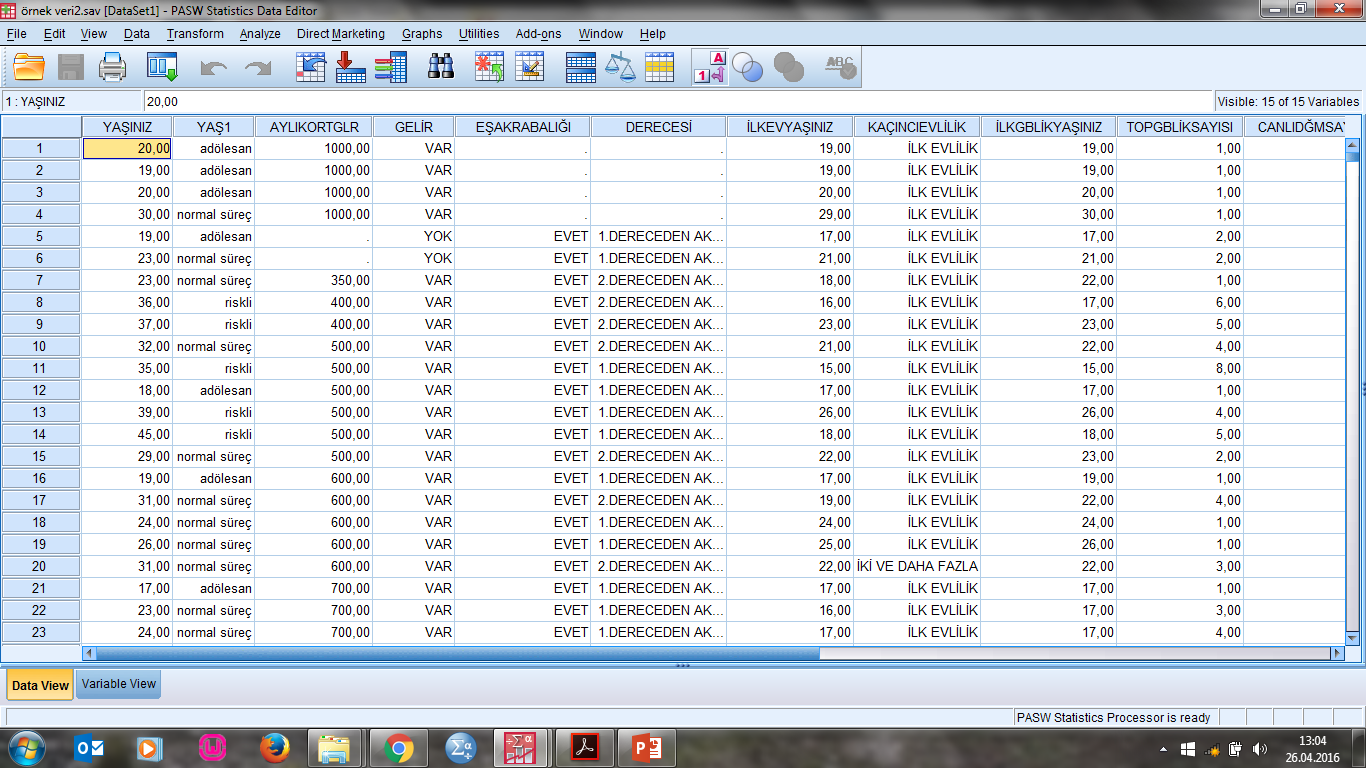 örnek veri2.sav [DataSet1] - PASW Statistics Data Editor
File Edit View Data Transform Analyze Direct Marketing Graphs Utilities Add-ons Window Help
1 : YAŞINIZ 20,00 Visible: 15 of 15 Variables
YAŞINIZ YAŞ1 AYLIKORTGLR GELİR EŞAKRABALIĞI DERECESİ İLKEVYAŞINIZ KAÇINCIEVLİLİK İLKGBLİKYAŞINIZ TOPGBLİKSAYISI CANLIDĞMSAY
1 20,00 adölesan 1000,00 VAR . . 19,00 İLK EVLİLİK 19,00 1,00
2 19,00 adölesan 1000,00 VAR . . 19,00 İLK EVLİLİK 19,00 1,00
3 20,00 adölesan 1000,00 VAR . . 20,00 İLK EVLİLİK 20,00 1,00
4 30,00 normal süreç 1000,00 VAR . . 29,00 İLK EVLİLİK 30,00 1,00
5 19,00 adölesan . YOK EVET 1.DERECEDEN AK... 17,00 İLK EVLİLİK 17,00 2,00
6 23,00 normal süreç . YOK EVET 1.DERECEDEN AK... 21,00 İLK EVLİLİK 21,00 2,00
7 23,00 normal süreç 350,00 VAR EVET 2.DERECEDEN AK... 18,00 İLK EVLİLİK 22,00 1,00
8 36,00 riskli 400,00 VAR EVET 2.DERECEDEN AK... 16,00 İLK EVLİLİK 17,00 6,00
9 37,00 riskli 400,00 VAR EVET 2.DERECEDEN AK... 23,00 İLK EVLİLİK 23,00 5,00
10 32,00 normal süreç 500,00 VAR EVET 2.DERECEDEN AK... 21,00 İLK EVLİLİK 22,00 4,00
11 35,00 riskli 500,00 VAR EVET 1.DERECEDEN AK... 15,00 İLK EVLİLİK 15,00 8,00
12 18,00 adölesan 500,00 VAR EVET 1.DERECEDEN AK... 17,00 İLK EVLİLİK 17,00 1,00
13 39,00 riskli 500,00 VAR EVET 1.DERECEDEN AK... 26,00 İLK EVLİLİK 26,00 4,00
14 45,00 riskli 500,00 VAR EVET 1.DERECEDEN AK... 18,00 İLK EVLİLİK 18,00 5,00
15 29,00 normal süreç 500,00 VAR EVET 2.DERECEDEN AK... 22,00 İLK EVLİLİK 23,00 2,00
16 19,00 adölesan 600,00 VAR EVET 1.DERECEDEN AK... 17,00 İLK EVLİLİK 19,00 1,00
17 31,00 normal süreç 600,00 VAR EVET 2.DERECEDEN AK... 19,00 İLK EVLİLİK 22,00 4,00
18 24,00 normal süreç 600,00 VAR EVET 1.DERECEDEN AK... 24,00 İLK EVLİLİK 24,00 1,00
19 26,00 normal süreç 600,00 VAR EVET 1.DERECEDEN AK... 25,00 İLK EVLİLİK 26,00 1,00
20 31,00 normal süreç 600,00 VAR EVET 2.DERECEDEN AK... 22,00 İKİ VE DAHA FAZLA 22,00 3,00
21 17,00 adölesan 700,00 VAR EVET 1.DERECEDEN AK... 17,00 İLK EVLİLİK 17,00 1,00
22 23,00 normal süreç 700,00 VAR EVET 1.DERECEDEN AK... 16,00 İLK EVLİLİK 17,00 3,00
23 24,00 normal süreç 700,00 VAR EVET 1.DERECEDEN AK... 17,00 İLK EVLİLİK 17,00 4,00
Data View Variable View
PASW Statistics Processor is ready
13:04
26.04.2016